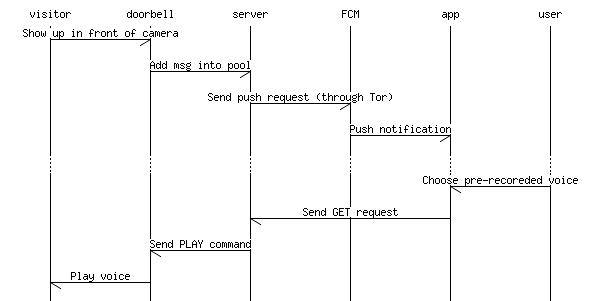 visitor doorbell server FCM app user
Show up in front of camera
Add msg into pool
Send push request (through Tor)
Push notification
Choose pre-recoreded voice
Send GET request
Send PLAY command
Play voice